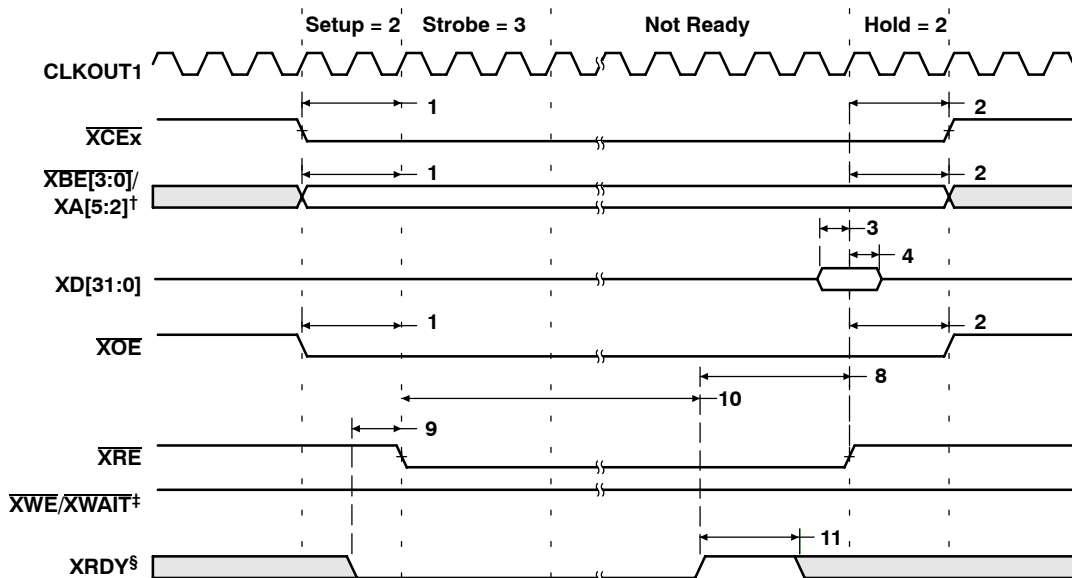 Setup = 2 Strobe = 3 Not Ready Hold = 2
CLKOUT1
1 2
XCEx
1 2
XBE[3:0]/
XA[5:2]†
3
4
XD[31:0]
1 2
XOE
8
10
9
XRE
XWE/XWAIT‡
11
XRDY§